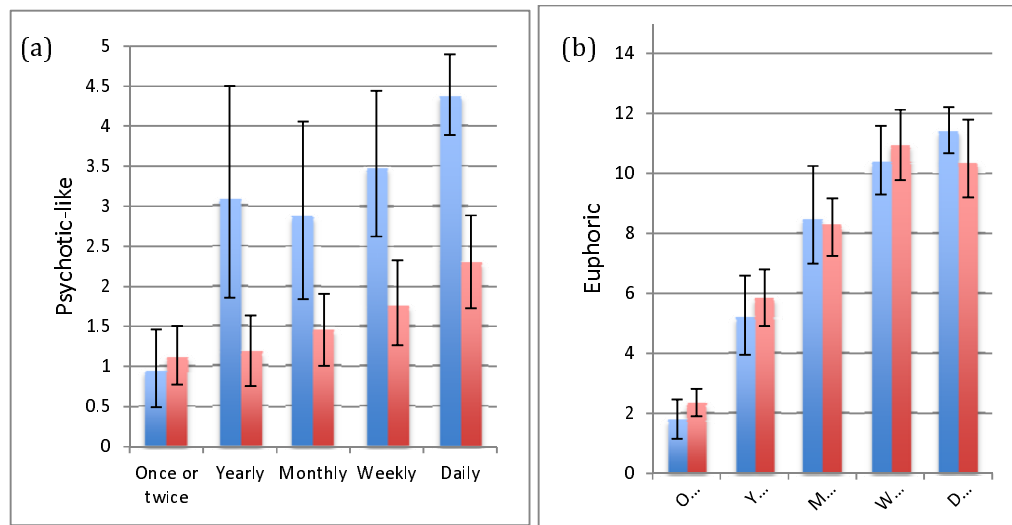 (a)
Psychotic-like
5
4.5
4
3.5
3
2.5
2
1.5
1
0.5
0
Once or
twice
Yearly
Monthly
Weekly
Daily
(b)
Euphoric
14
12
10
8
6
4
2
0
O...
Y...
M...
W...
D...